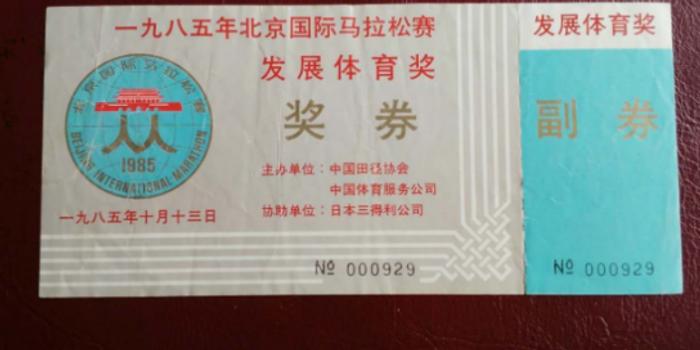 一九八五年北京国际马拉松赛
发展体育奖
奖券
北京国际马拉松赛
1985
BEIJING INTERNATIONAL MARATHON
主办单位：中国田径协会
中国体育服务公司
协助单位：日本三得利公司
一九八五年十月十三日
№ 000929
发展体育奖
副券
№ 000929